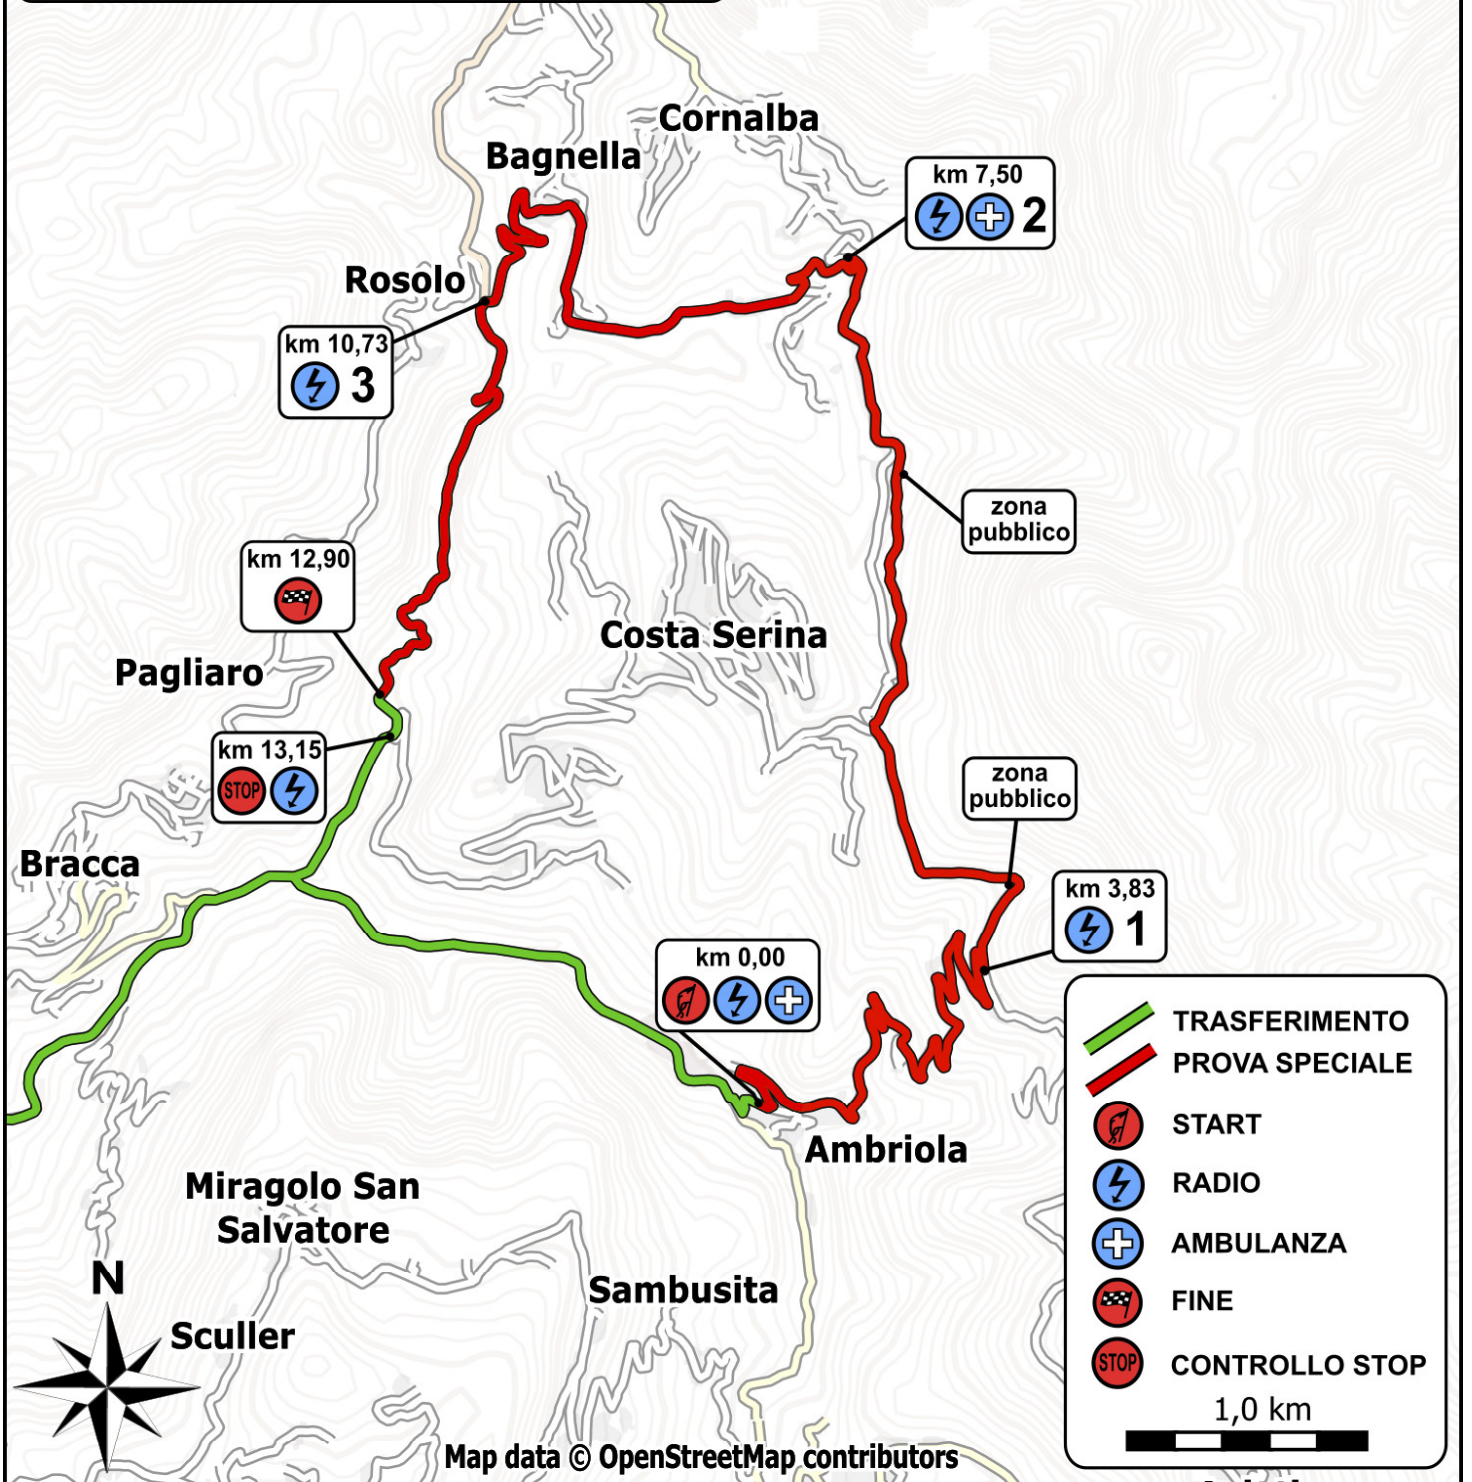 Cornalba
Bagnella
km 7,50
2
Rosolo
km 10,73
3
zona
pubblico
km 12,90
Costa Serina
Pagliaro
km 13,15
STOP
zona
pubblico
Bracca
km 3,83
1
km 0,00
Ambriola
Miragolo San
Salvatore
Sambusita
N
Sculler
TRASFERIMENTO
PROVA SPECIALE
START
RADIO
AMBULANZA
FINE
STOP
CONTROLLO STOP
1,0 km
Map data © OpenStreetMap contributors